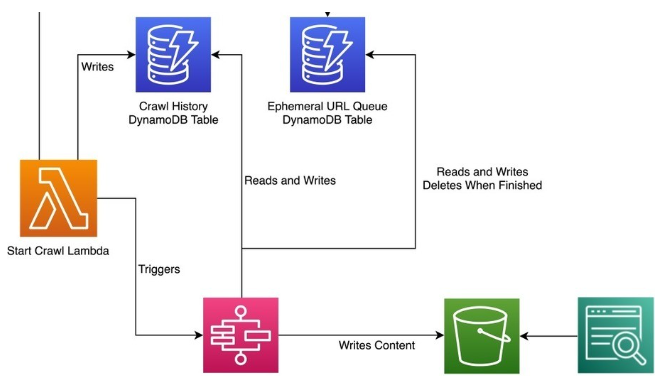 Writes
Crawl History
DynamoDB Table
Ephemeral URL Queue
DynamoDB Table
Reads and Writes
Reads and Writes
Deletes When Finished
Start Crawl Lambda
Triggers
Writes Content